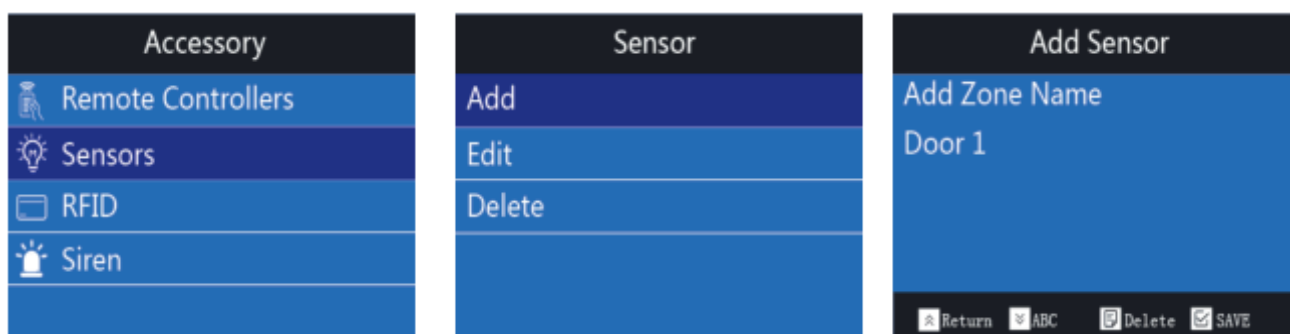 Accessory
Remote Controllers
Sensors
RFID
Siren
Sensor
Add
Edit
Delete
Add Sensor
Add Zone Name
Door 1
Return ABC Delete SAVE